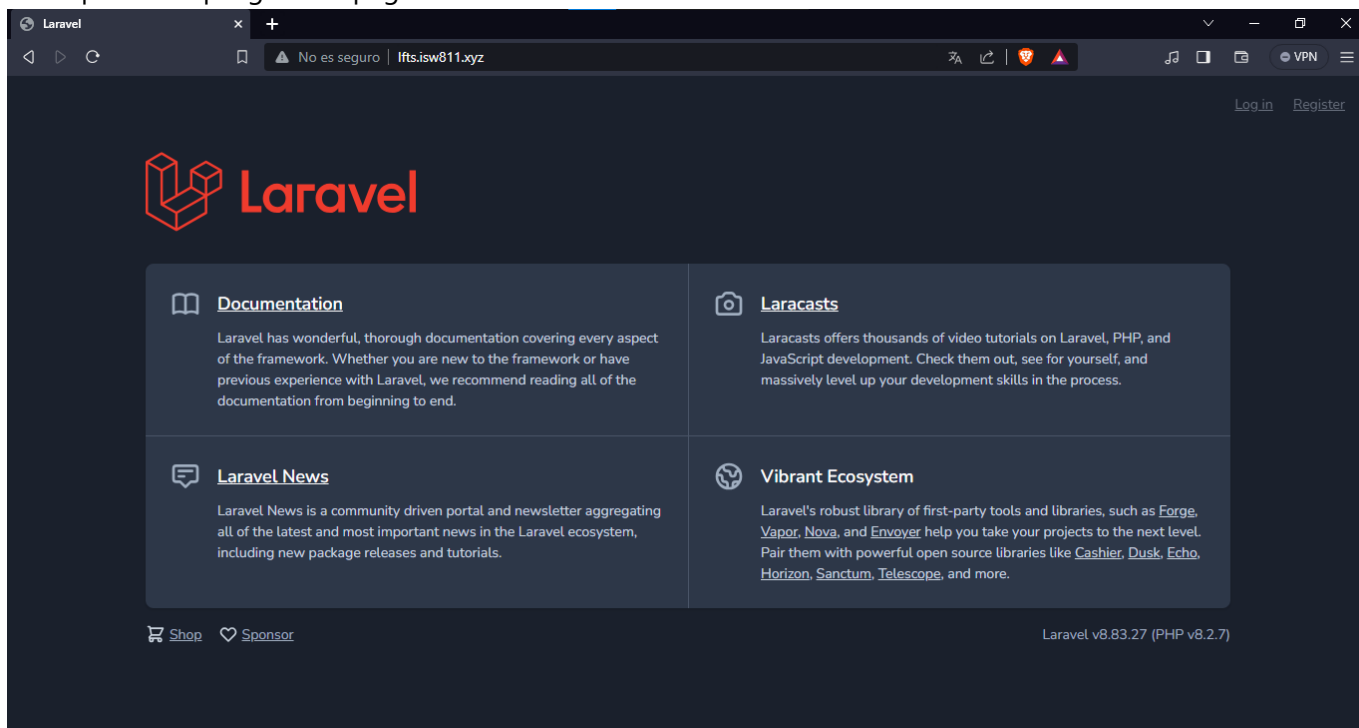 Laravel
No es seguro lfts.isw811.xyz
VPN
Log in Register
Laravel
Documentation
Laravel has wonderful, thorough documentation covering every aspect
of the framework. Whether you are new to the framework or have
previous experience with Laravel, we recommend reading all of the
documentation from beginning to end.
Laracasts
Laracasts offers thousands of video tutorials on Laravel, PHP, and
JavaScript development. Check them out, see for yourself, and
massively level up your development skills in the process.
Laravel News
Laravel News is a community driven portal and newsletter aggregating
all of the latest and most important news in the Laravel ecosystem,
including new package releases and tutorials.
Vibrant Ecosystem
Laravel's robust library of first-party tools and libraries, such as Forge,
Vapor, Nova, and Envoyer help you take your projects to the next level.
Pair them with powerful open source libraries like Cashier, Dusk, Echo,
Horizon, Sanctum, Telescope, and more.
Shop Sponsor
Laravel v8.83.27 (PHP v8.2.7)